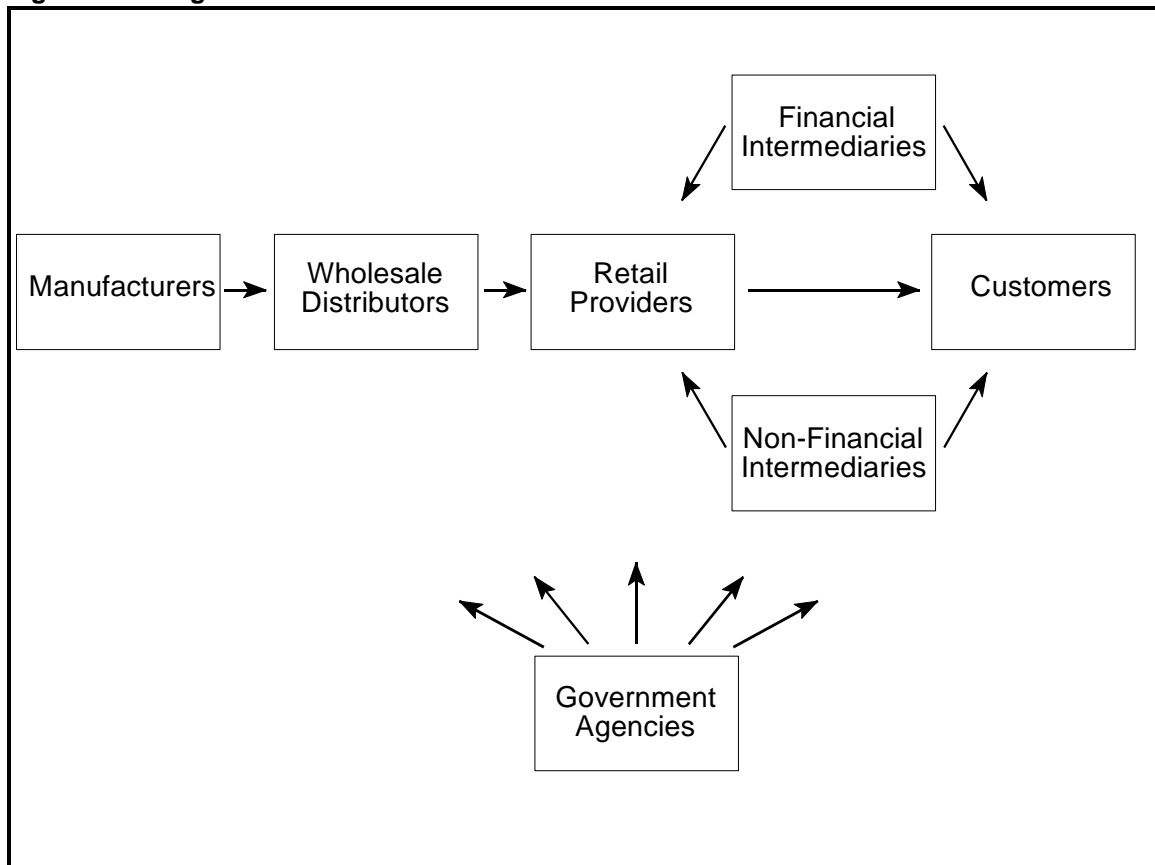 Financial
Intermediaries
Manufacturers
Wholesale
Distributors
Retail
Providers
Customers
Non-Financial
Intermediaries
Government
Agencies